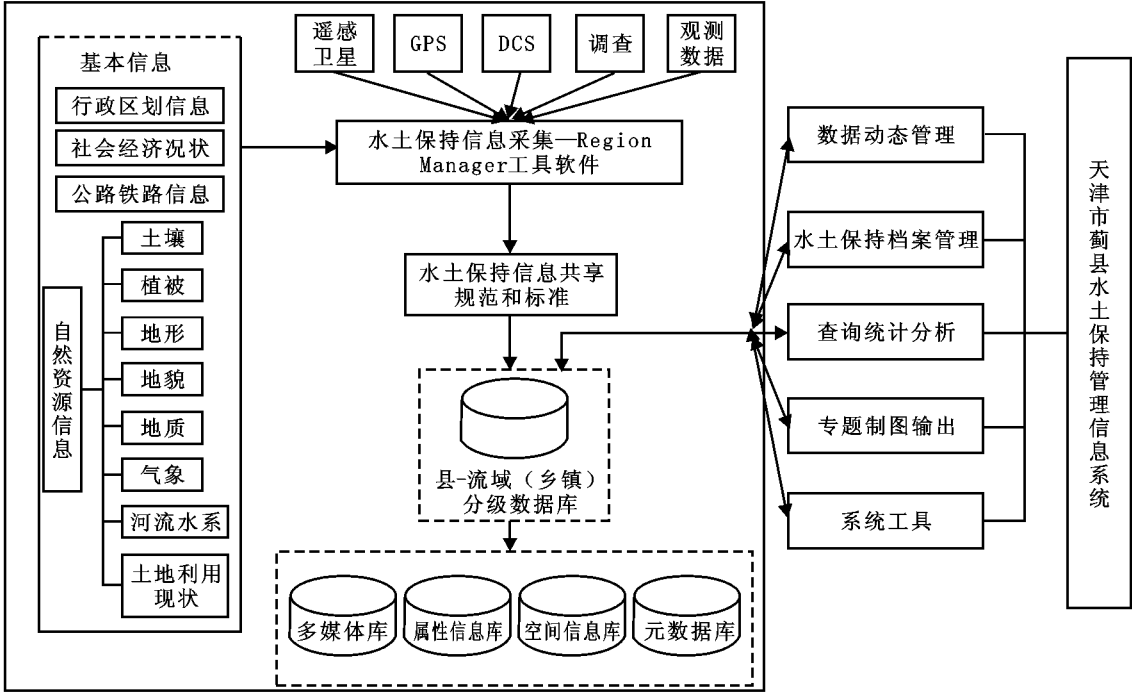 遥感
卫星
GPS
DCS
调查
观测
数据
基本信息
行政区划信息
社会经济况状
公路铁路信息
自然资源信息
土壤
植被
地形
地貌
地质
气象
河流水系
土地利用
现状
水土保持信息采集—Region
Manager工具软件
水土保持信息共享
规范和标准
县-流域（乡镇）
分级数据库
多媒体库
属性信息库
空间信息库
元数据库
数据动态管理
水土保持档案管理
查询统计分析
专题制图输出
系统工具
天津市蓟县水土保持管理信息系统